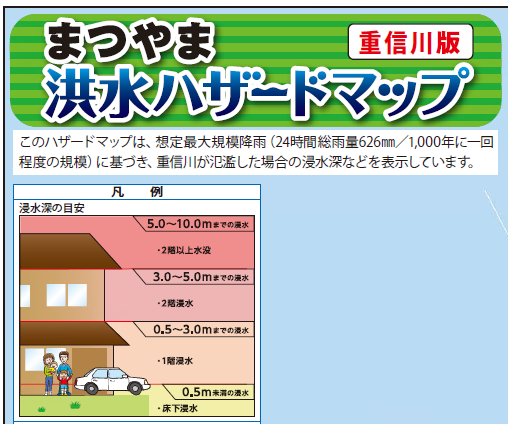 まつやま
重信川版
洪水ハザードマップ
このハザードマップは、想定最大規模降雨（24時間総雨量626㎜／1,000年に一回
程度の規模）に基づき、重信川が氾濫した場合の浸水深などを表示しています。
凡 例
浸水深の目安
5.0～10.0mまでの浸水
・2階以上水没
3.0～5.0mまでの浸水
・2階浸水
0.5～3.0mまでの浸水
・1階浸水
0.5m未満の浸水
・床下浸水